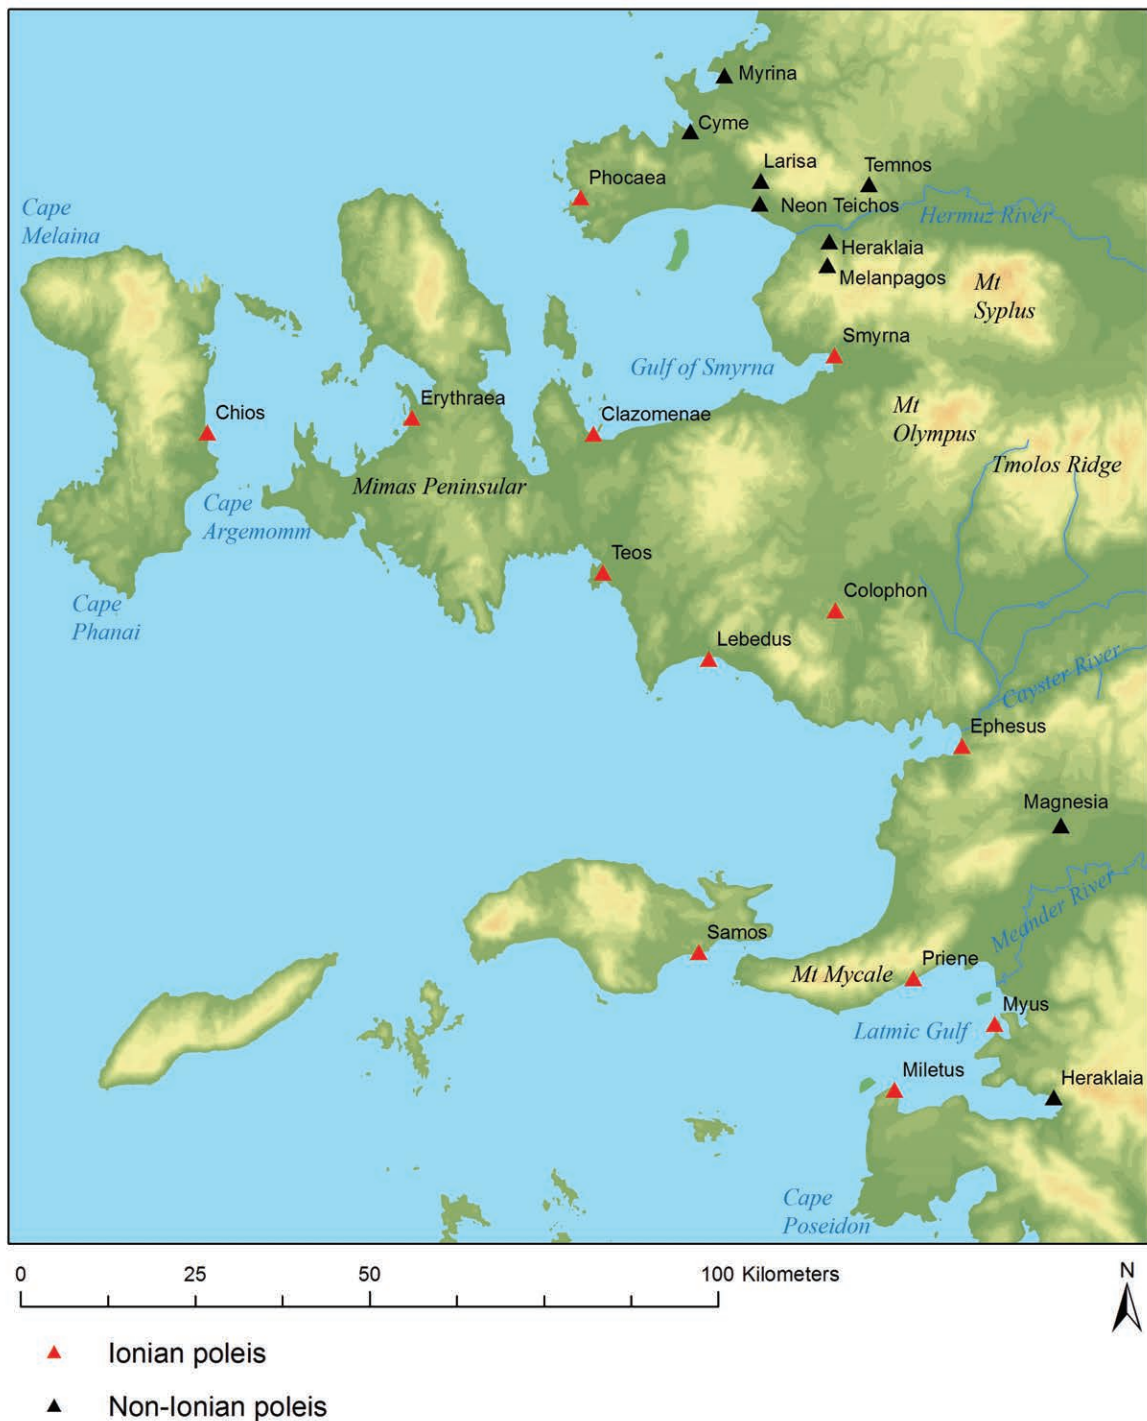 Myrina
Cyme
Larisa
Temnos
Phocaea
Neon Teichos
Cape
Melaina
Hermuz River
Heraklaia
Melanpagos
Mt
Syplus
Smyrna
Gulf of Smyrna
Chios
Erythraea
Clazomenae
Mt
Olympus
Tmolos Ridge
Mimas Peninsular
Cape
Argemomm
Teos
Colophon
Cape
Phanai
Lebedus
Cayster River
Ephesus
Magnesia
Meander River
Samos
Mt Mycale
Priene
Myus
Latmic Gulf
Miletus
Heraklaia
Cape
Poseidon
0 25 50 100 Kilometers
N
Ionian poleis
Non-Ionian poleis